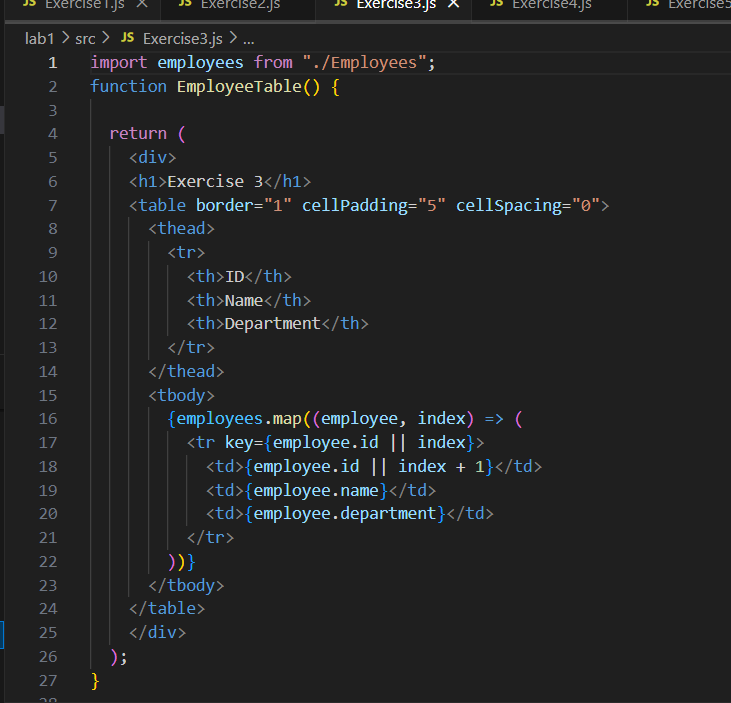 JS Exercise1.js × JS Exercise2.js JS Exercise3.js × JS Exercise4.js JS Exercise5
lab1 > src > JS Exercise3.js > ...
1 import employees from "./Employees";
2 function EmployeeTable() {
3
4 return (
5 <div>
6 <h1>Exercise 3</h1>
7 <table border="1" cellPadding="5" cellSpacing="0">
8 <thead>
9 <tr>
10 <th>ID</th>
11 <th>Name</th>
12 <th>Department</th>
13 </tr>
14 </thead>
15 <tbody>
16 {employees.map((employee, index) => (
17 <tr key={employee.id || index}>
18 <td>{employee.id || index + 1}</td>
19 <td>{employee.name}</td>
20 <td>{employee.department}</td>
21 </tr>
22 ))}
23 </tbody>
24 </table>
25 </div>
26 );
27 }
28